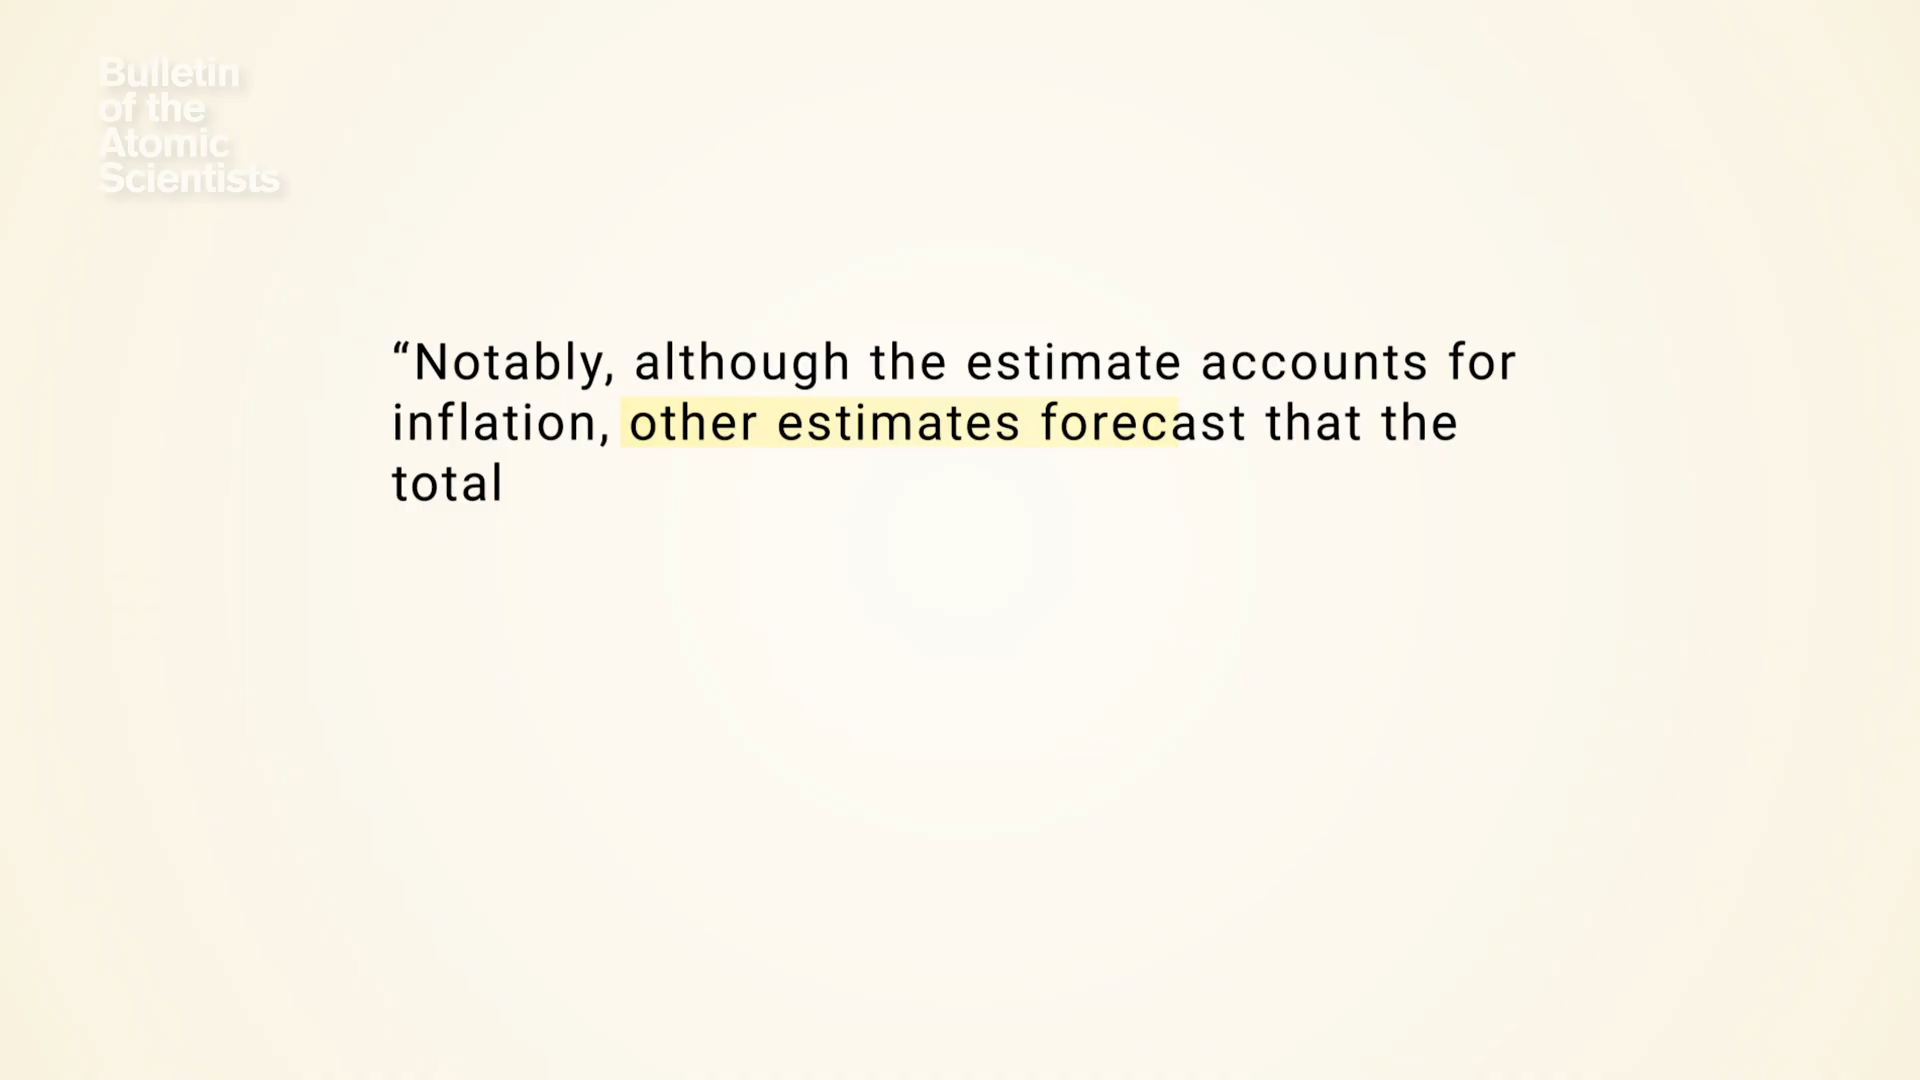 Bulletin
of the
Atomic
Scientists
“Notably, although the estimate accounts for
inflation, other estimates forecast that the
total